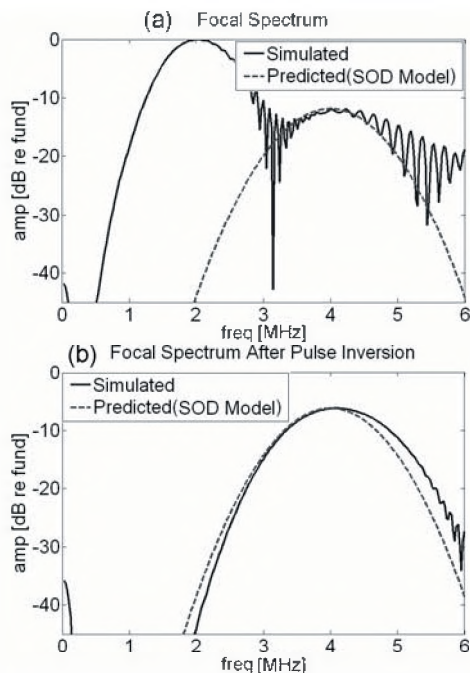 (a) Focal Spectrum
Simulated
Predicted(SOD Model)
0
-10
-20
-30
-40
amp [dB re fund]
0 1 2 3 4 5 6
freq [MHz]
(b) Focal Spectrum After Pulse Inversion
Simulated
Predicted(SOD Model)
0
-10
-20
-30
-40
amp [dB re fund]
0 1 2 3 4 5 6
freq [MHz]